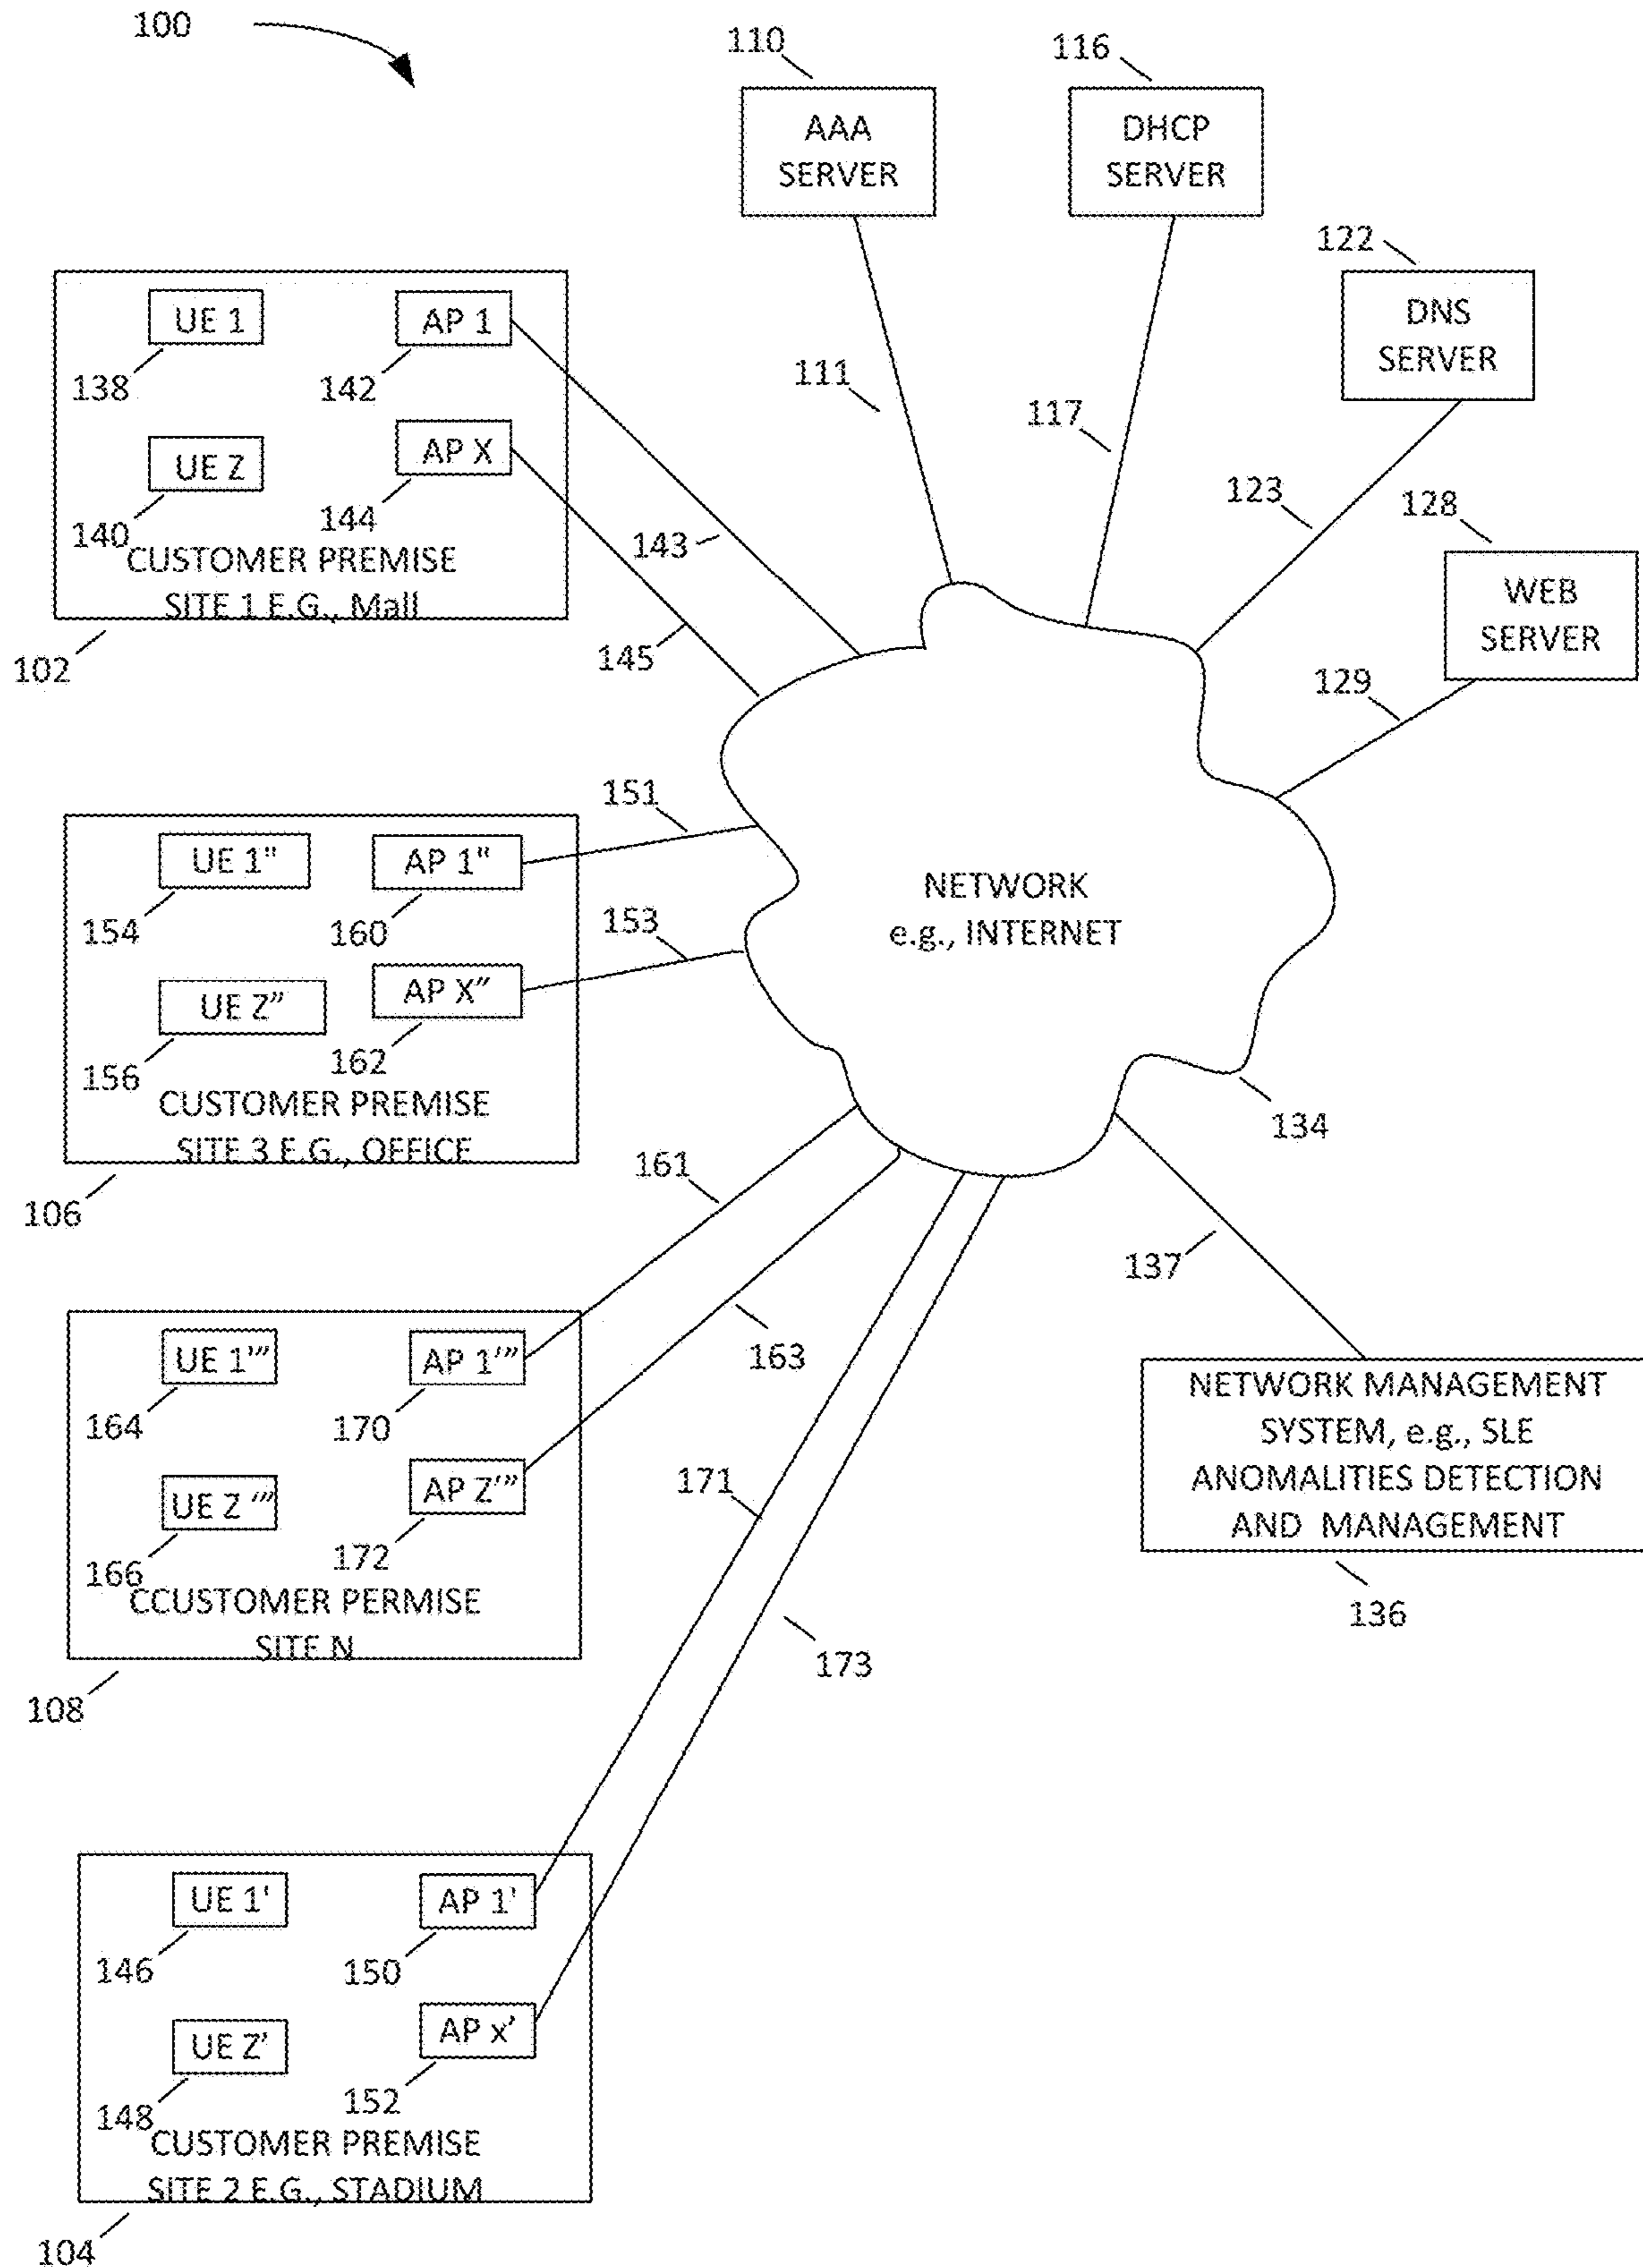 100
110
116
AAA
SERVER
DHCP
SERVER
122
DNS
SERVER
UE 1
AP 1
138
142
111
117
UE Z
AP X
140
144
143
123
128
CUSTOMER PREMISE
SITE 1 E.G., Mall
WEB
SERVER
102
145
129
151
UE 1"
AP 1"
154
160
153
NETWORK
e.g., INTERNET
UE Z”
AP X”
156
162
CUSTOMER PREMISE
SITE 3 E.G., OFFICE
134
106
161
137
UE 1’”
AP 1’”
164
170
163
NETWORK MANAGEMENT
SYSTEM, e.g., SLE
ANOMALITIES DETECTION
AND MANAGEMENT
UE Z ’”
AP Z’”
166
172
171
CCUSTOMER PERMISE
SITE N
136
173
108
UE 1'
AP 1'
146
150
UE Z’
AP x’
148
152
CUSTOMER PREMISE
SITE 2 E.G., STADIUM
104